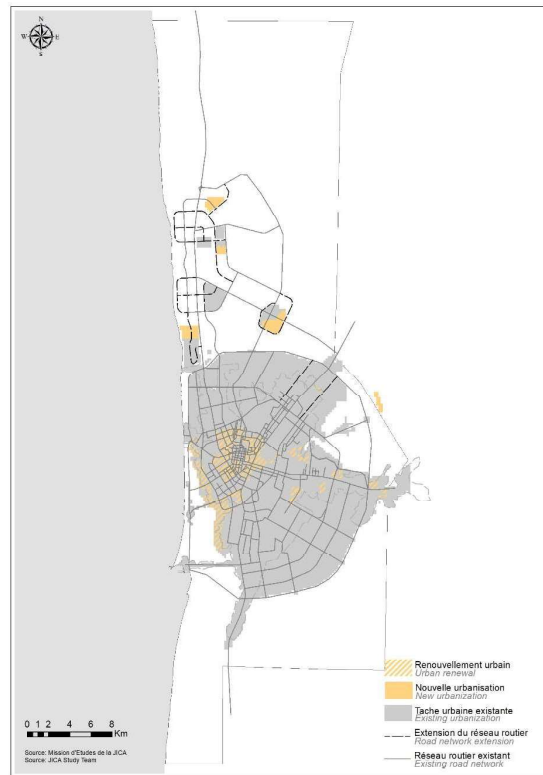 N
W E
S
Renouvellement urbain
Urban renewal
Nouvelle urbanisation
New urbanization
Tache urbaine existante
Existing urbanization
Extension du réseau routier
Road network extension
Réseau routier existant
Existing road network
0 1 2 4 6 8
Km
Source: Mission d'Etudes de la JICA
Source: JICA Study Team